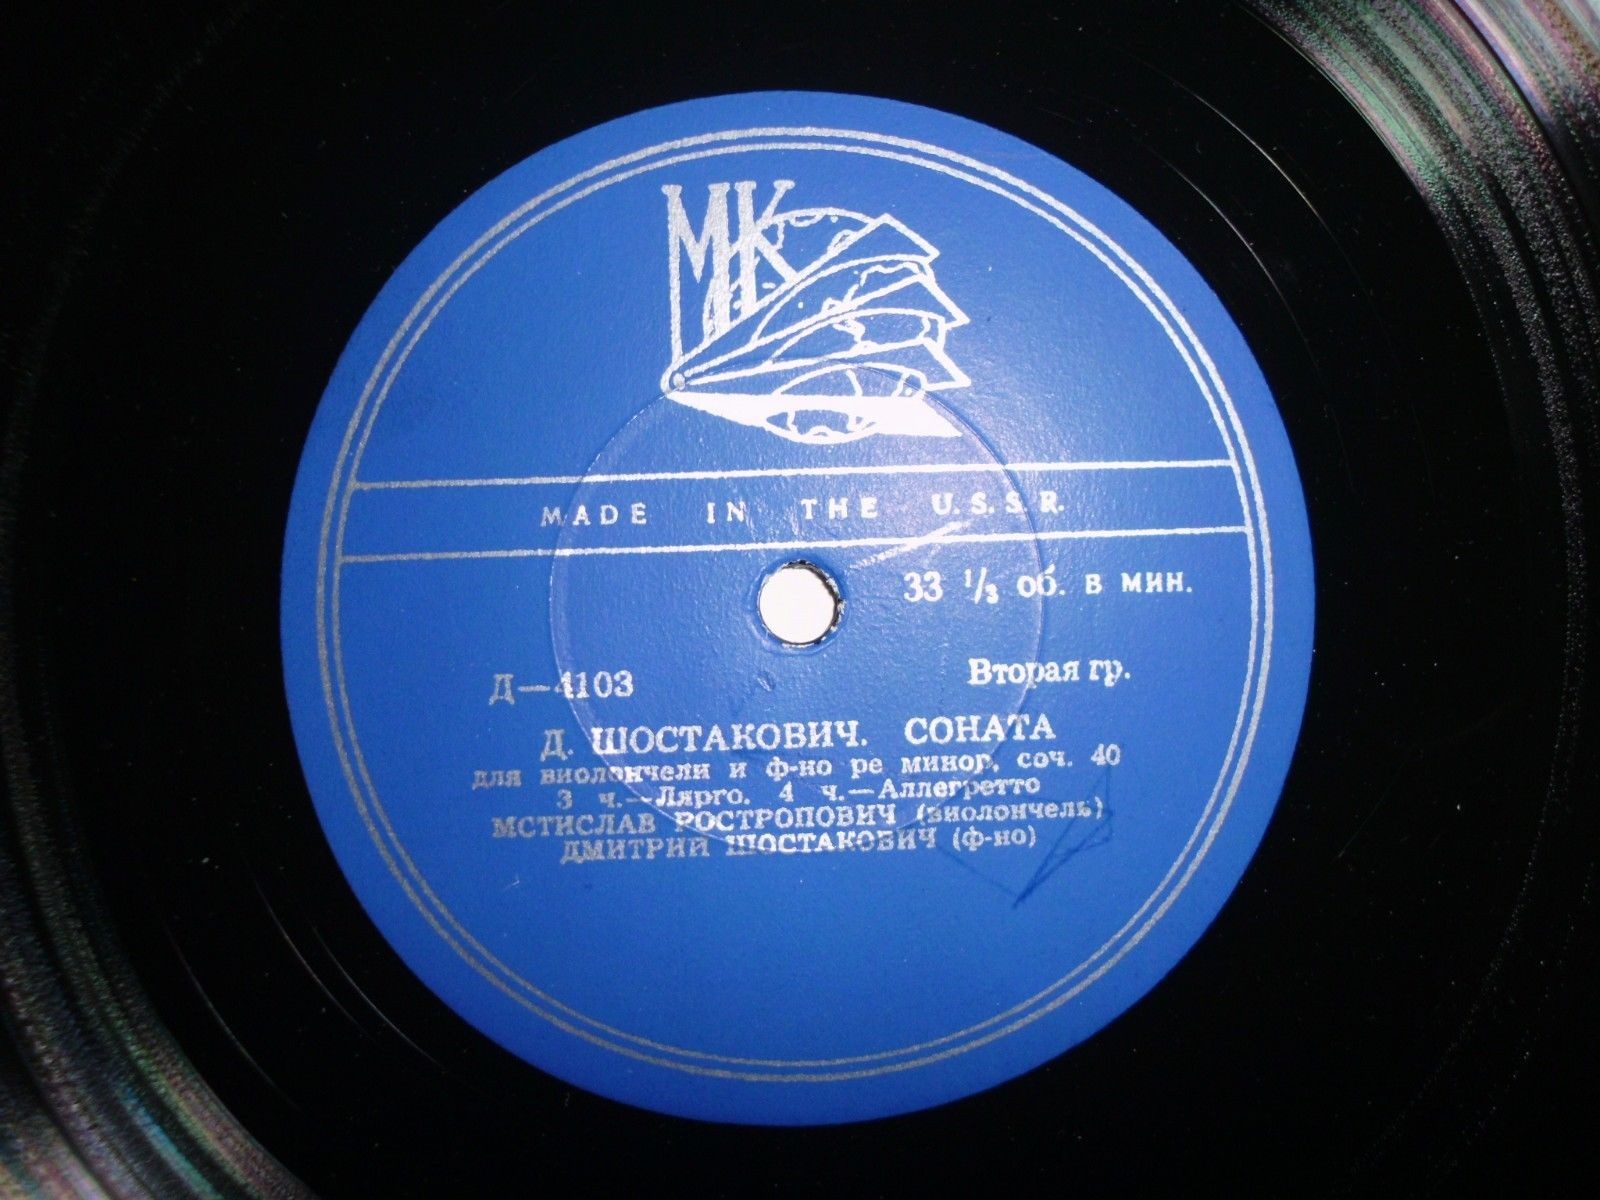 МК
MADE IN THE U.S.S.R.
33 1/3 об. в мин.
Д—4103 Вторая гр.
Д. ШОСТАКОВИЧ. СОНАТА
для виолончели и ф-но ре минор, соч. 40
3 ч.—Лярго. 4 ч.—Аллегретто
МСТИСЛАВ РОСТРОПОВИЧ (виолончель)
ДМИТРИЙ ШОСТАКОВИЧ (ф-но)